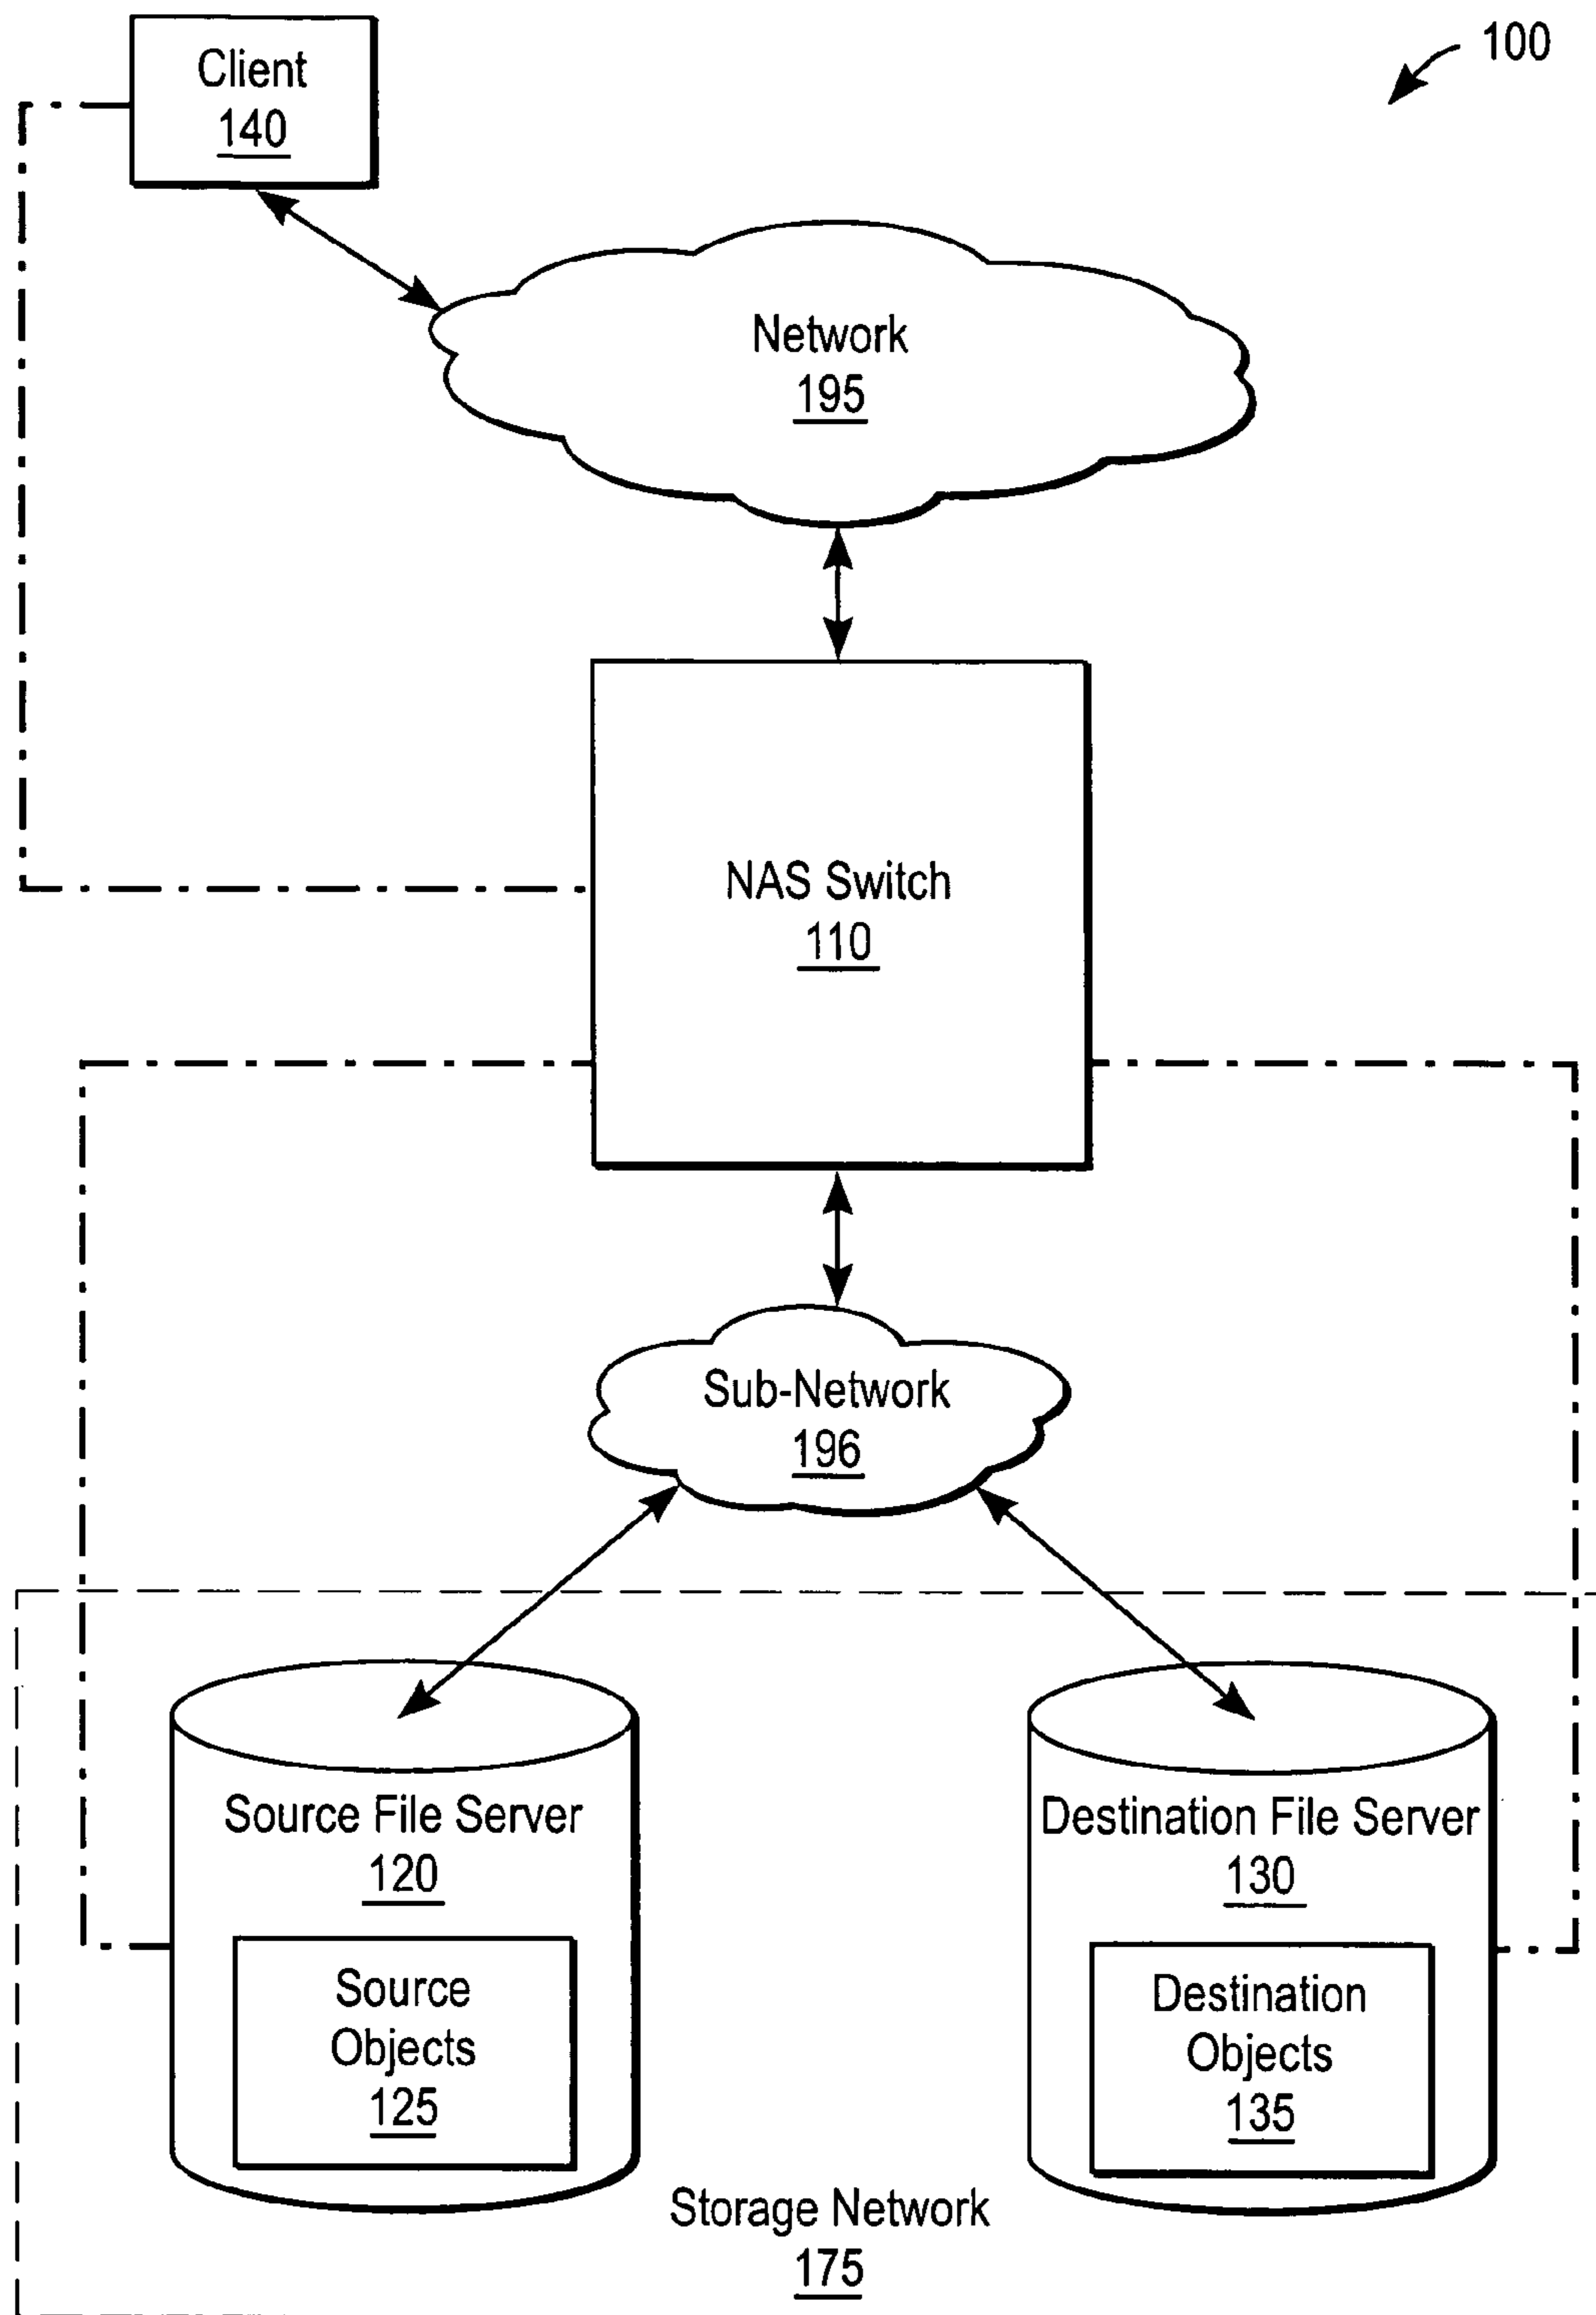 100
Client
140
Network
195
NAS Switch
110
Sub-Network
196
Source File Server
120
Source
Objects
125
Destination File Server
130
Destination
Objects
135
Storage Network
175